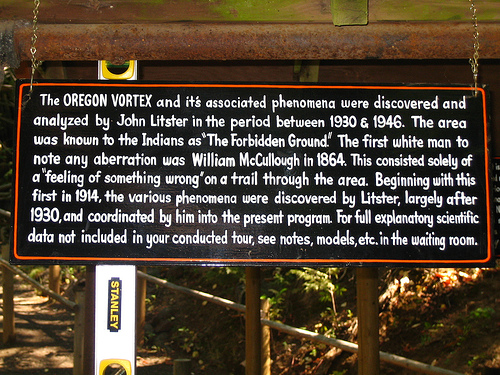 The OREGON VORTEX and it's associated phenomena were discovered and
analyzed by John Litster in the period between 1930 & 1946. The area
was known to the Indians as "The Forbidden Ground." The first white man to
note any aberration was William McCullough in 1864. This consisted solely of
a "feeling of something wrong" on a trail through the area. Beginning with this
first in 1914, the various phenomena were discovered by Litster, largely after
1930, and coordinated by him into the present program. For full explanatory scientific
data not included in your conducted tour, see notes, models, etc. in the waiting room.
STANLEY